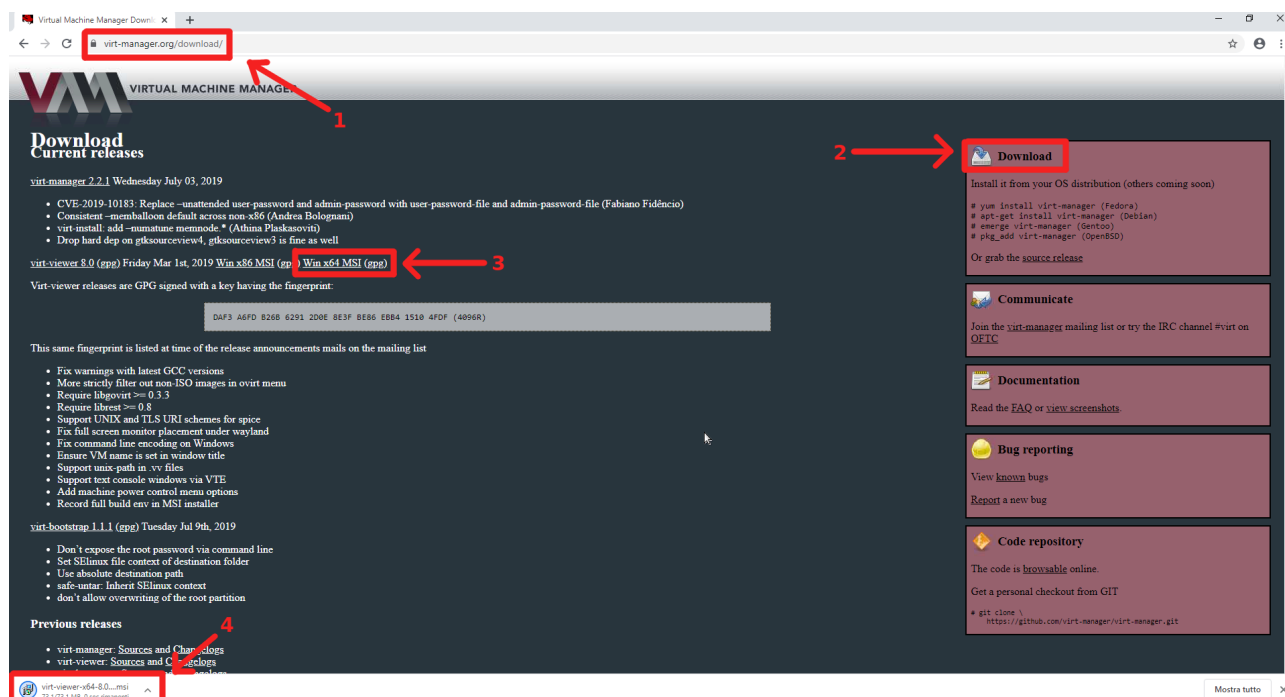 Virtual Machine Manager Downl
virt-manager.org/download/
VIRTUAL MACHINE MANAGER
1
Download
Current releases
virt-manager 2.2.1 Wednesday July 03, 2019
• CVE-2019-10183: Replace –unattended user-password and admin-password with user-password-file and admin-password-file (Fabiano Fidêncio)
• Consistent –memballoon default across non-x86 (Andrea Bolognani)
• virt-install: add –numatune memnode.* (Athina Plaskasoviti)
• Drop hard dep on gtksourceview4, gtksourceview3 is fine as well
virt-viewer 8.0 (gpg) Friday Mar 1st, 2019 Win x86 MSI (gp ) Win x64 MSI (gpg)
3
Virt-viewer releases are GPG signed with a key having the fingerprint:
DAF3 A6FD B26B 6291 2D0E 8E3F BE86 EBB4 1510 4FDF (4096R)
This same fingerprint is listed at time of the release announcements mails on the mailing list
• Fix warnings with latest GCC versions
• More strictly filter out non-ISO images in ovirt menu
• Require libgovirt >= 0.3.3
• Require librest >= 0.8
• Support UNIX and TLS URI schemes for spice
• Fix full screen monitor placement under wayland
• Fix command line encoding on Windows
• Ensure VM name is set in window title
• Support unix-path in .vv files
• Support text console windows via VTE
• Add machine power control menu options
• Record full build env in MSI installer
virt-bootstrap 1.1.1 (gpg) Tuesday Jul 9th, 2019
• Don't expose the root password via command line
• Set SElinux file context of destination folder
• Use absolute destination path
• safe-untar: Inherit SElinux context
• don't allow overwriting of the root partition
Previous releases
4
• virt-manager: Sources and Changelogs
• virt-viewer: Sources and Changelogs
2
Download
Install it from your OS distribution (others coming soon)
# yum install virt-manager (Fedora)
# apt-get install virt-manager (Debian)
# emerge virt-manager (Gentoo)
# pkg_add virt-manager (OpenBSD)
Or grab the source release
Communicate
Join the virt-manager mailing list or try the IRC channel #virt on
OFTC
Documentation
Read the FAQ or view screenshots.
Bug reporting
View known bugs
Report a new bug
Code repository
The code is browsable online.
Get a personal checkout from GIT
# git clone \
https://github.com/virt-manager/virt-manager.git
virt-viewer-x64-8.0....msi
Mostra tutto